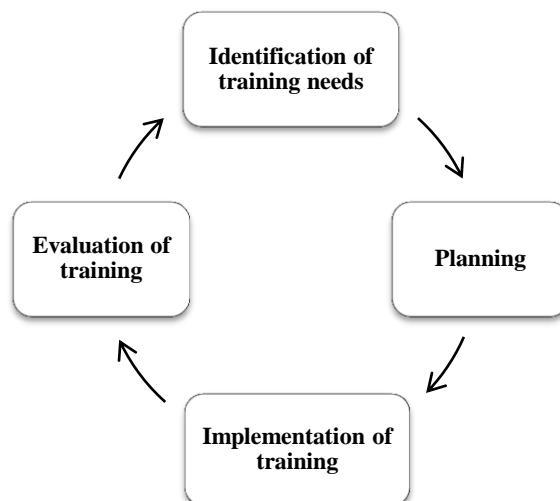 Identification of
training needs
Planning
Implementation of
training
Evaluation of
training